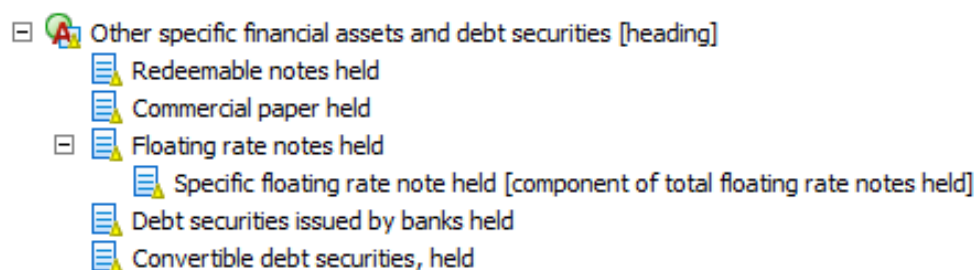 Other specific financial assets and debt securities [heading]
Redeemable notes held
Commercial paper held
Floating rate notes held
Specific floating rate note held [component of total floating rate notes held]
Debt securities issued by banks held
Convertible debt securities, held